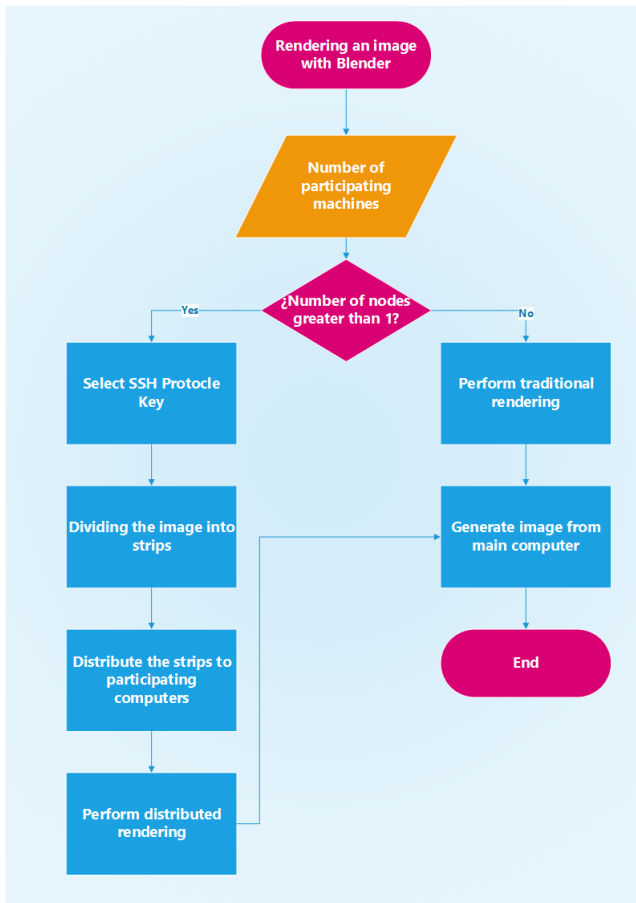 Rendering an image
with Blender
Number of
participating
machines
¿Number of nodes
greater than 1?
Yes
No
Select SSH Protocle
Key
Perform traditional
rendering
Dividing the image into
strips
Generate image from
main computer
Distribute the strips to
participating
computers
End
Perform distributed
rendering